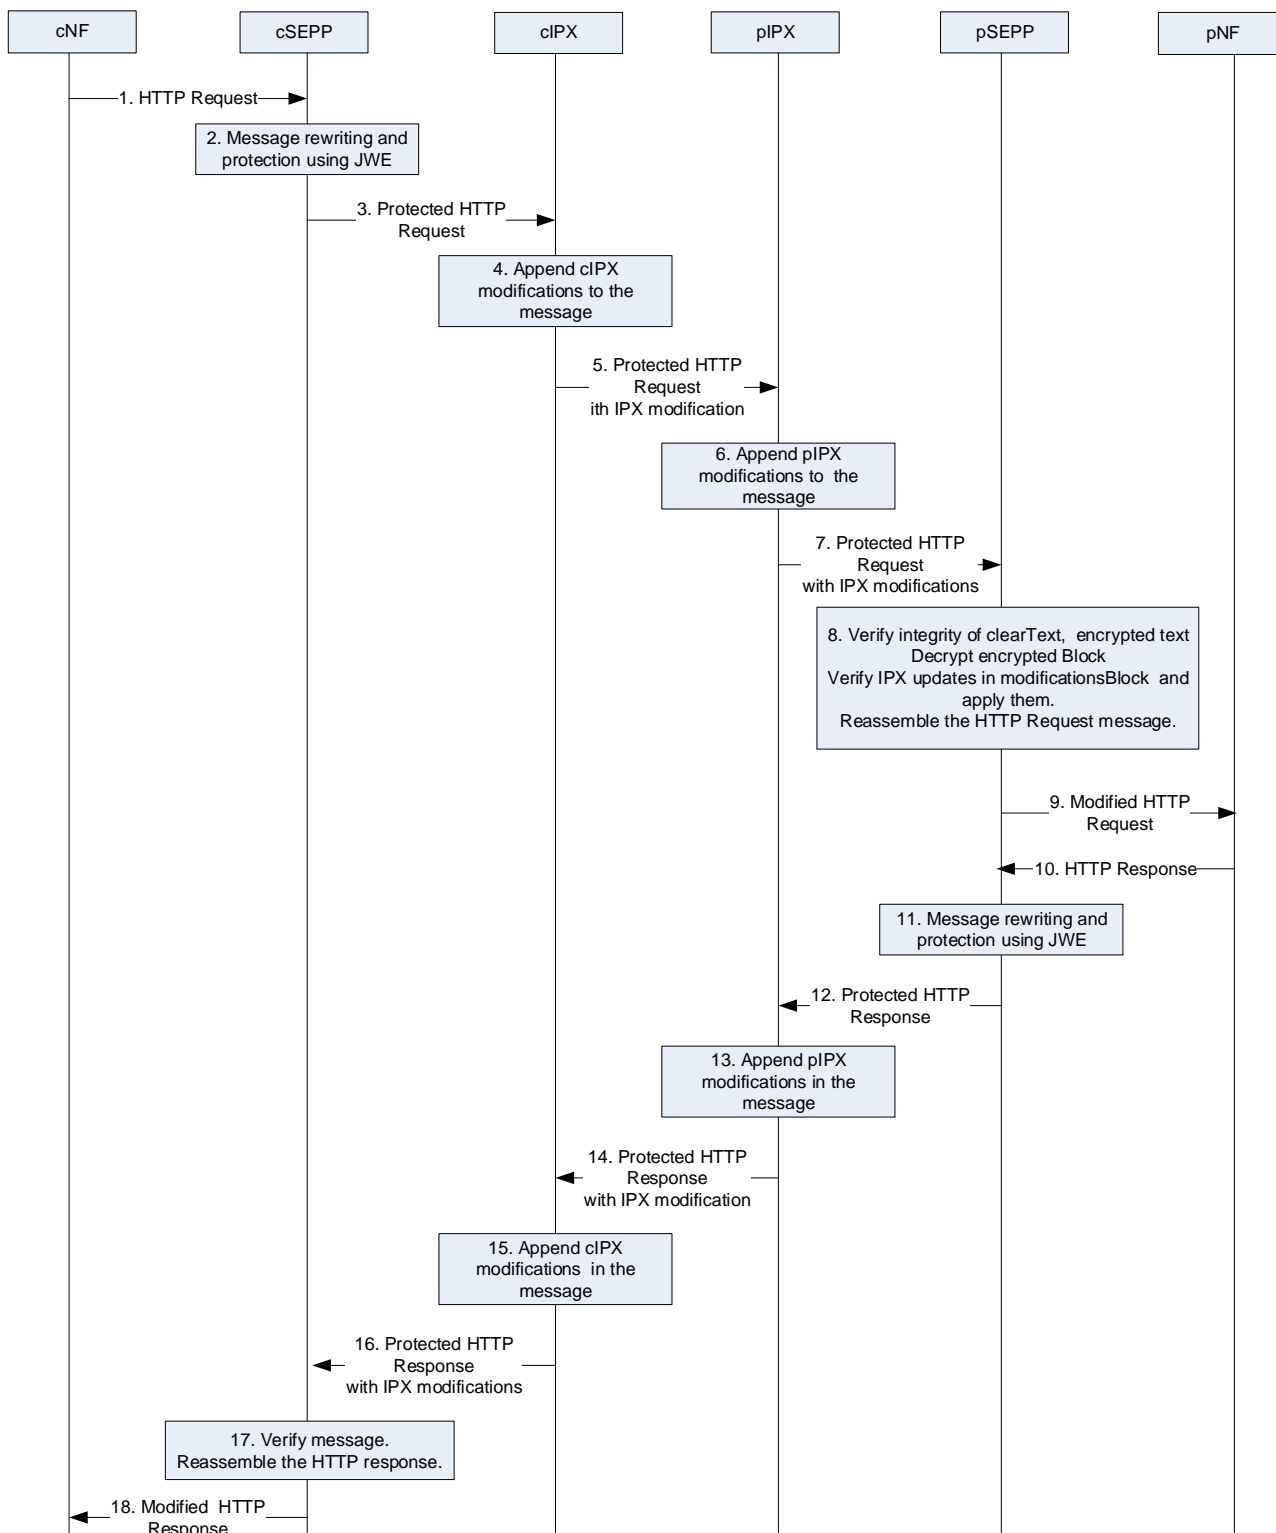 cNF
cSEPP
cIPX
pIPX
pSEPP
pNF
1. HTTP Request
2. Message rewriting and
protection using JWE
3. Protected HTTP
Request
4. Append cIPX
modifications to the
message
5. Protected HTTP
Request
ith IPX modification
6. Append pIPX
modifications to  the
message
7. Protected HTTP
Request
with IPX modifications
8. Verify integrity of clearText,  encrypted text
Decrypt encrypted Block
Verify IPX updates in modificationsBlock  and
apply them.
Reassemble the HTTP Request message.
9. Modified HTTP
Request
10. HTTP Response
11. Message rewriting and
protection using JWE
12. Protected HTTP
Response
13. Append pIPX
modifications in the
message
14. Protected HTTP
Response
with IPX modification
15. Append cIPX
modifications  in the
message
16. Protected HTTP
Response
with IPX modifications
17. Verify message.
Reassemble the HTTP response.
18. Modified  HTTP
Response